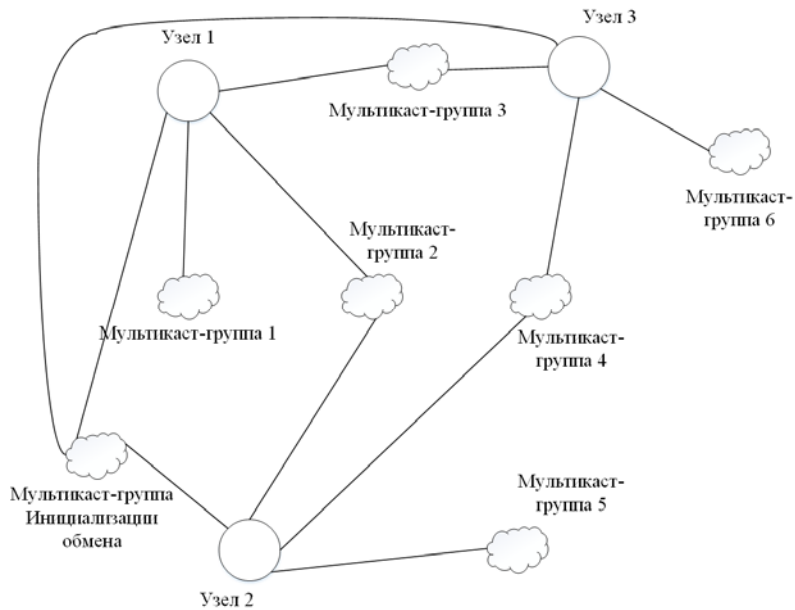 Узел 1
Узел 3
Мультикаст-группа 3
Мультикаст-
группа 6
Мультикаст-
группа 2
Мультикаст-группа 1
Мультикаст-
группа 4
Мультикаст-группа
Инициализации
обмена
Мультикаст-
группа 5
Узел 2